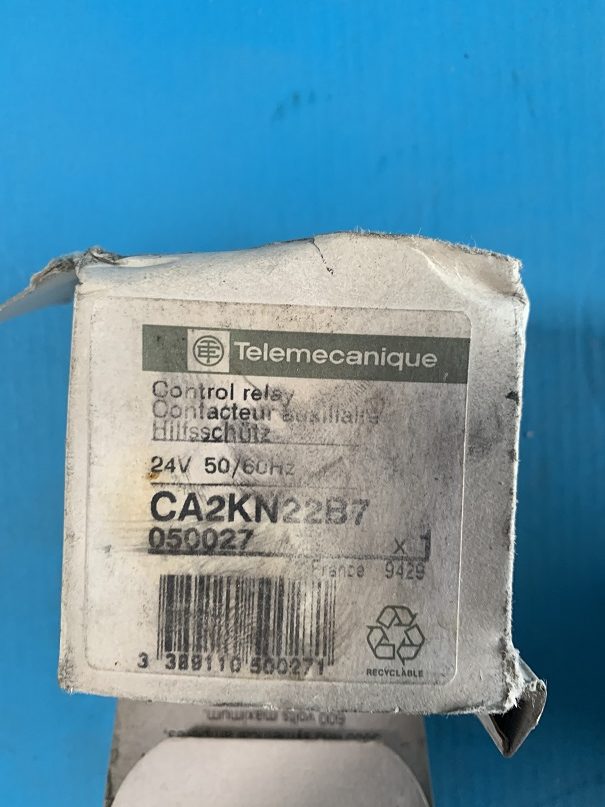 Telemecanique
Control relay
Contacteur auxiliaire
Hilfsschütz
24V 50/60Hz
CA2KN22B7
050027
x 1
France 9429
3 389110 500271
RECYCLABLE
600 volts maximum